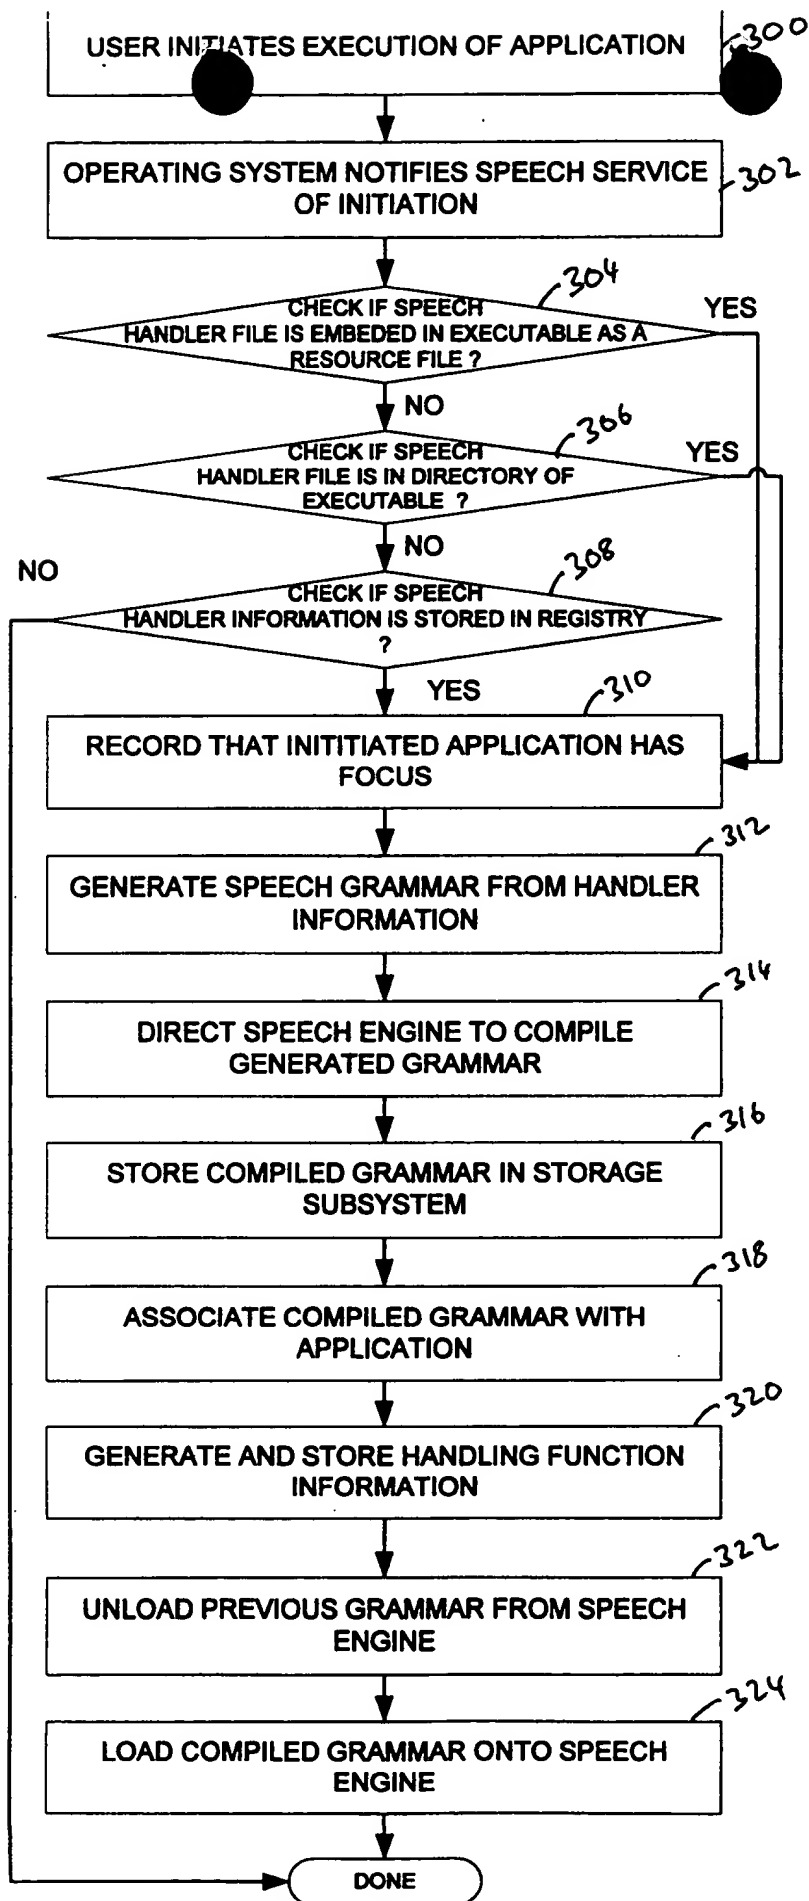 USER INITIATES EXECUTION OF APPLICATION
300
OPERATING SYSTEM NOTIFIES SPEECH SERVICE
OF INITIATION
302
304
CHECK IF SPEECH
HANDLER FILE IS EMBEDED IN EXECUTABLE AS A
RESOURCE FILE ?
YES
NO
306
CHECK IF SPEECH
HANDLER FILE IS IN DIRECTORY OF
EXECUTABLE ?
YES
NO
NO
308
CHECK IF SPEECH
HANDLER INFORMATION IS STORED IN REGISTRY
?
YES
310
RECORD THAT INITITIATED APPLICATION HAS
FOCUS
312
GENERATE SPEECH GRAMMAR FROM HANDLER
INFORMATION
314
DIRECT SPEECH ENGINE TO COMPILE
GENERATED GRAMMAR
316
STORE COMPILED GRAMMAR IN STORAGE
SUBSYSTEM
318
ASSOCIATE COMPILED GRAMMAR WITH
APPLICATION
320
GENERATE AND STORE HANDLING FUNCTION
INFORMATION
322
UNLOAD PREVIOUS GRAMMAR FROM SPEECH
ENGINE
324
LOAD COMPILED GRAMMAR ONTO SPEECH
ENGINE
DONE